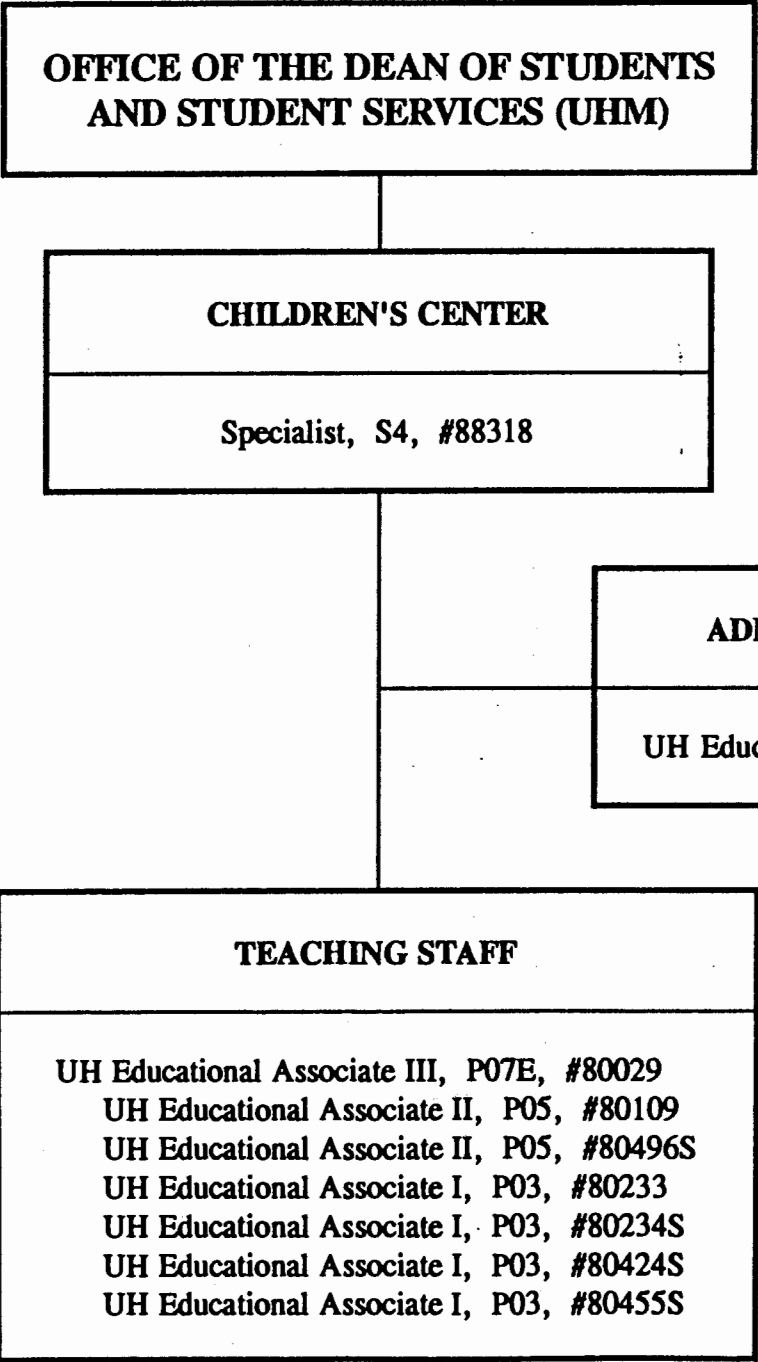 OFFICE OF THE DEAN OF STUDENTS
AND STUDENT SERVICES (UHM)
CHILDREN'S CENTER
Specialist, S4, #88318
UH
TEACHING STAFF
UH Educational Associate III, P07E, #80029
UH Educational Associate II, P05, #80109
UH Educational Associate II, P05, #80496S
UH Educational Associate I, P03, #80233
UH Educational Associate I, P03, #80234S
UH Educational Associate I, P03, #80424S
UH Educational Associate I, P03, #80455S